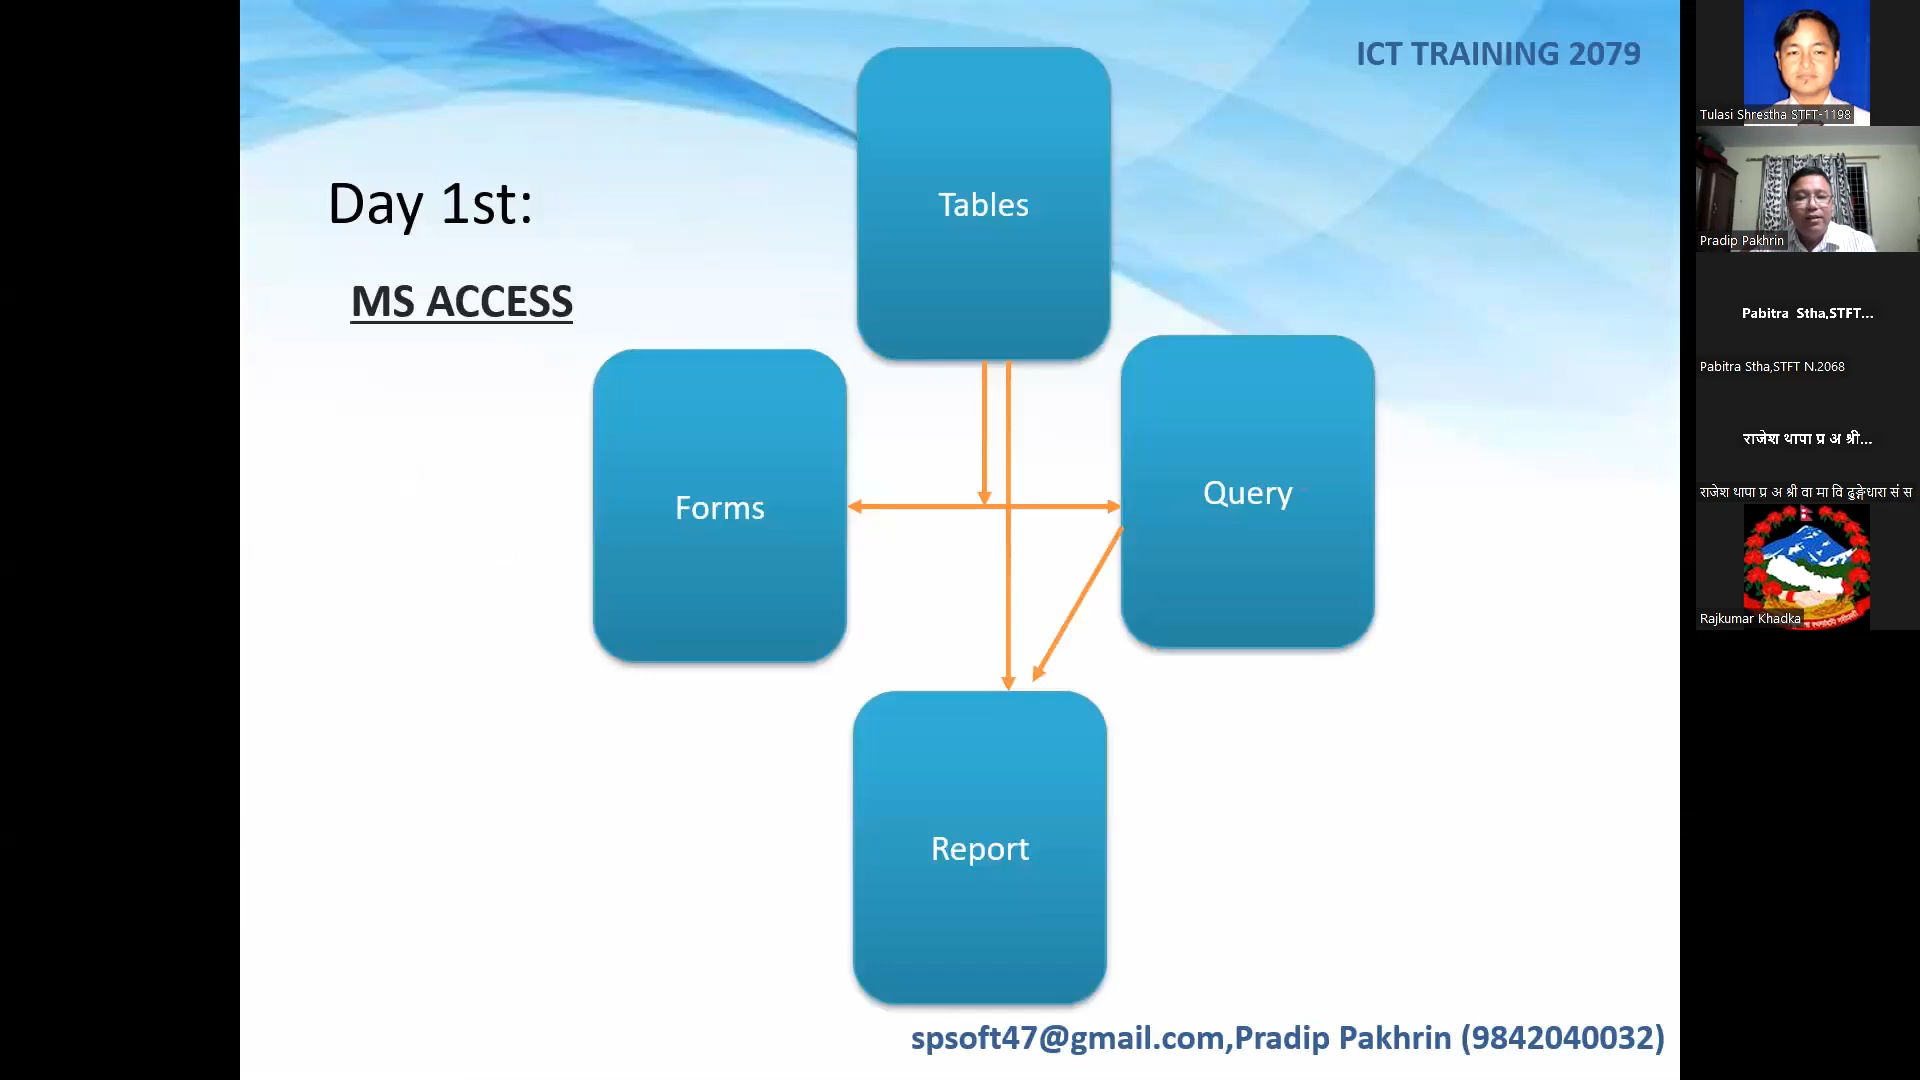 ICT TRAINING 2079
Day 1st:
MS ACCESS
Tables
Forms
Query
Report
spsoft47@gmail.com,Pradip Pakhrin (9842040032)
Tulasi Shrestha STFT-1198
Pradip Pakhrin
Pabitra Stha,STFT...
Pabitra Stha,STFT N.2068
राजेश थापा प्र अ श्री...
राजेश थापा प्र अ श्री वा मा वि ढुङ्गेधारा सं स
Rajkumar Khadka